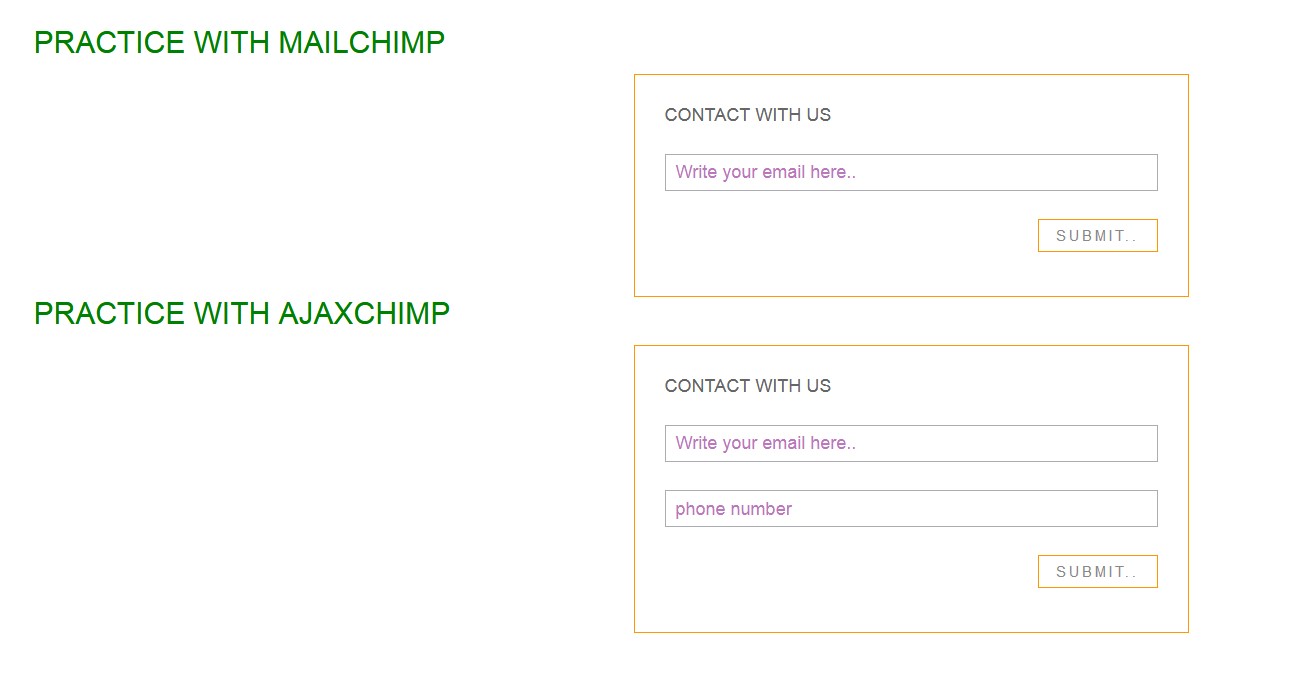 PRACTICE WITH MAILCHIMP
CONTACT WITH US
Write your email here..
SUBMIT..
PRACTICE WITH AJAXCHIMP
CONTACT WITH US
Write your email here..
phone number
SUBMIT..